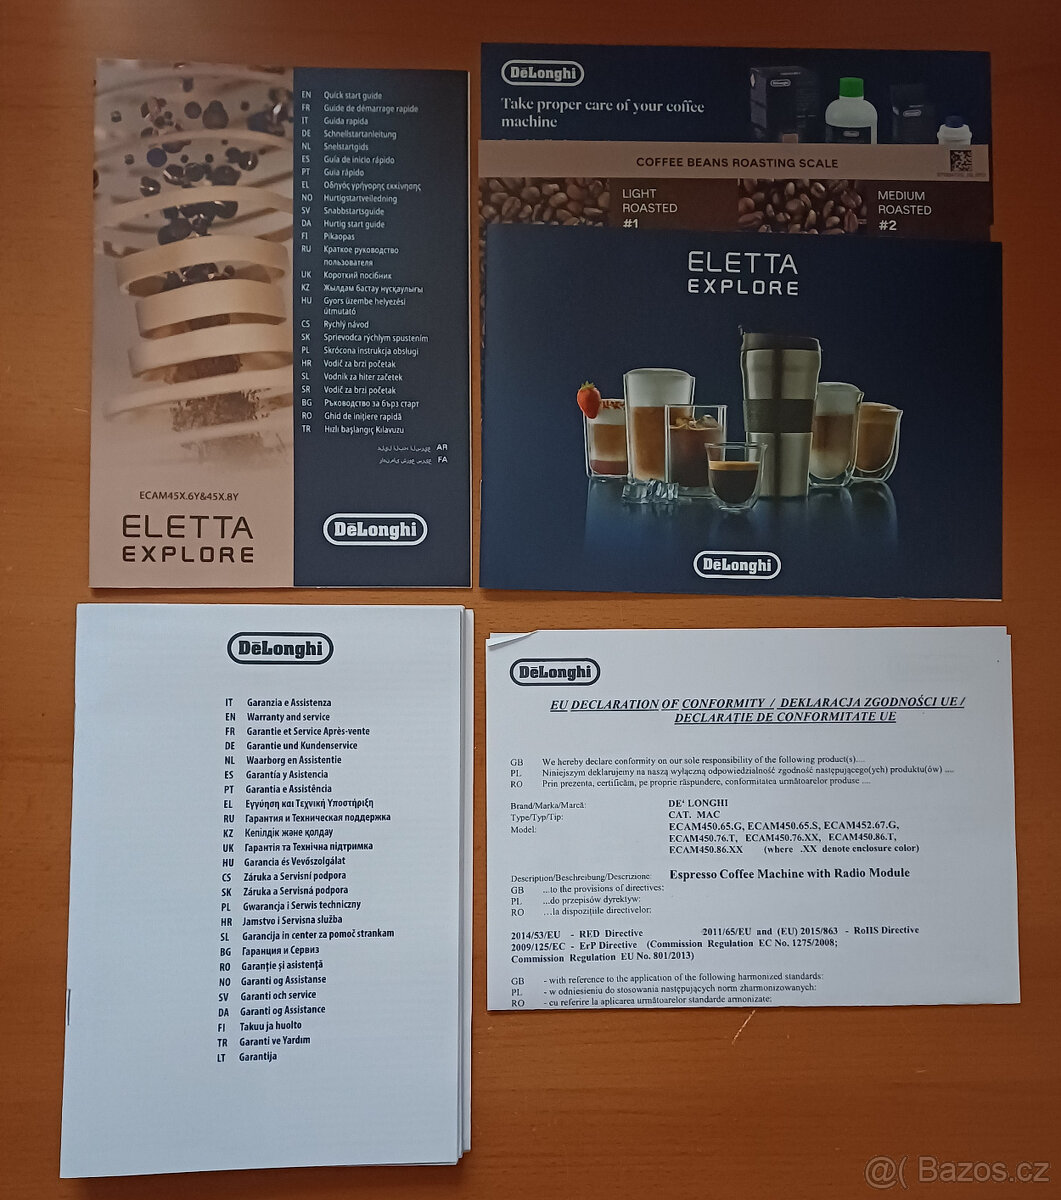 EN Quick start guide
FR Guide de démarrage rapide
IT Guida rapida
DE Schnellstartanleitung
NL Snelstartgids
ES Guía de inicio rápido
PT Guia rápido
EL Οδηγός γρήγορης εκκίνησης
NO Hurtigstartveiledning
SV Snabbstartsguide
DA Hurtig start guide
FI Pikaopas
RU Краткое руководство
пользователя
UK Короткий посібник
KZ Жылдам бастау нұсқаулығы
HU Gyors üzembe helyezési
útmutató
CS Rychlý návod
SK Sprievodca rýchlym spustením
PL Skrócona instrukcja obsługi
HR Vodič za brzi početak
SL Vodnik za hiter začetek
SR Vodič za brzi početak
BG Ръководство за бърз старт
RO Ghid de inițiere rapidă
TR Hızlı başlangıç Kılavuzu
AR
FA
ECAM45X.6Y&45X.8Y
ELETTA
EXPLORE
DeLonghi
DeLonghi
Take proper care of your coffee
machine
COFFEE BEANS ROASTING SCALE
LIGHT
ROASTED
#1
MEDIUM
ROASTED
#2
ELETTA
EXPLORE
DeLonghi
DeLonghi
IT Garanzia e Assistenza
EN Warranty and service
FR Garantie et Service Après-vente
DE Garantie und Kundenservice
NL Waarborg en Assistentie
ES Garantía y Asistencia
PT Garantia e Assistência
EL Εγγύηση και Τεχνική Υποστήριξη
RU Гарантия и Техническая поддержка
KZ Кепілдік және қолдау
UK Гарантія та Технічна підтримка
HU Garancia és Vevőszolgálat
CS Záruka a Servisní podpora
SK Záruka a Servisná podpora
PL Gwarancja i Serwis techniczny
HR Jamstvo i Servisna služba
SL Garancija in center za pomoč strankam
BG Гаранция и Сервиз
RO Garanție și asistență
NO Garanti og Assistanse
SV Garanti och service
DA Garanti og Assistance
FI Takuu ja huolto
TR Garanti ve Yardım
LT Garantija
DeLonghi
EU DECLARATION OF CONFORMITY / DEKLARACJA ZGODNOŚCI UE /
DECLARATIE DE CONFORMITATE UE
GB We hereby declare conformity on our sole responsibility of the following product(s)....
PL Niniejszym deklarujemy na naszą wyłączną odpowiedzialność zgodność następującego(ych) produktu(ów) ....
RO Prin prezenta, certificăm, pe proprie răspundere, conformitatea următoarelor produse ....
Brand/Marka/Marcă: DE' LONGHI
Type/Typ/Tip: CAT. MAC
Model: ECAM450.65.G, ECAM450.65.S, ECAM452.67.G,
ECAM450.76.T, ECAM450.76.XX, ECAM450.86.T,
ECAM450.86.XX (where .XX denote enclosure color)
Description/Beschreibung/Descrizione: Espresso Coffee Machine with Radio Module
GB ...to the provisions of directives:
PL ...do przepisów dyrektyw:
RO ...la dispozițiile directivelor:
2014/53/EU - RED Directive 2011/65/EU and (EU) 2015/863 - RoHS Directive
2009/125/EC - ErP Directive (Commission Regulation EC No. 1275/2008;
Commission Regulation EU No. 801/2013)
GB - with reference to the application of the following harmonized standards:
PL - w odniesieniu do stosowania następujących norm zharmonizowanych:
RO - cu referire la aplicarea următoarelor standarde armonizate:
@( Bazos.cz